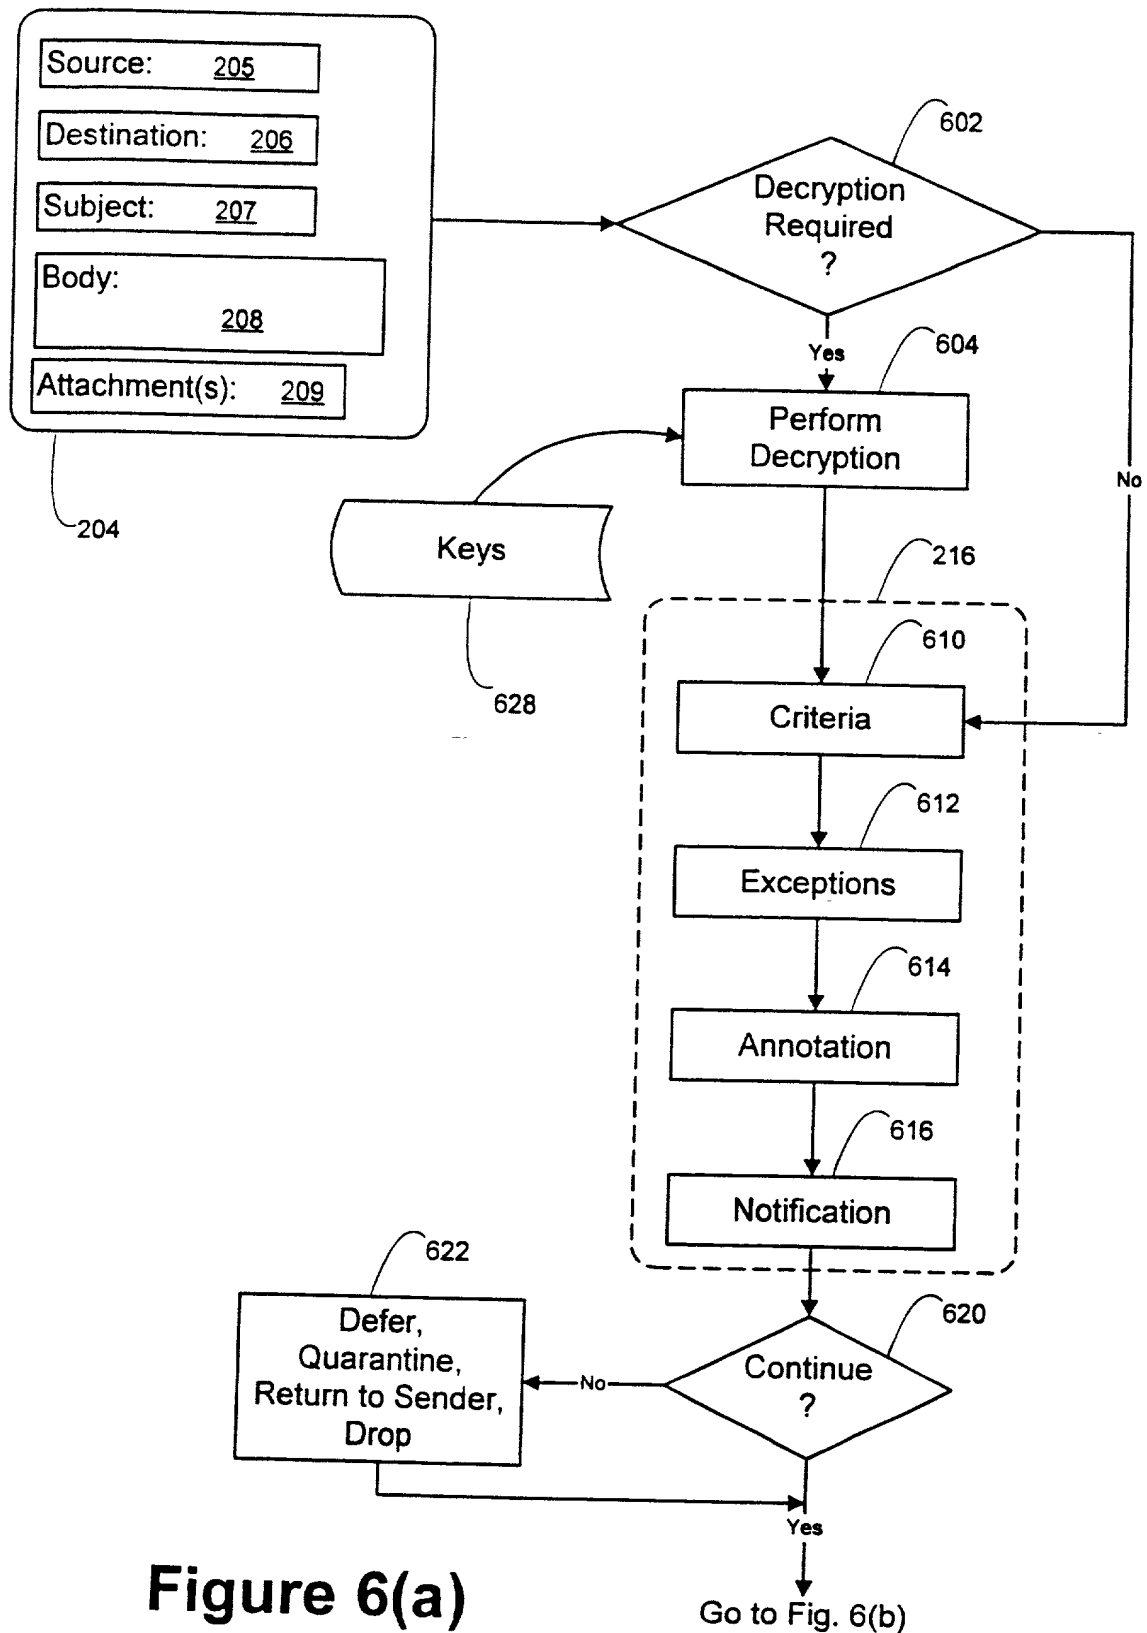 Source: 205
Destination: 206
Subject: 207
Body:
208
Attachment(s): 209
204
602
Decryption
Required
?
Yes
604
Perform
Decryption
No
Keys
628
216
610
Criteria
612
Exceptions
614
Annotation
616
Notification
622
Defer,
Quarantine,
Return to Sender,
Drop
No
620
Continue
?
Yes
Go to Fig. 6(b)
Figure 6(a)